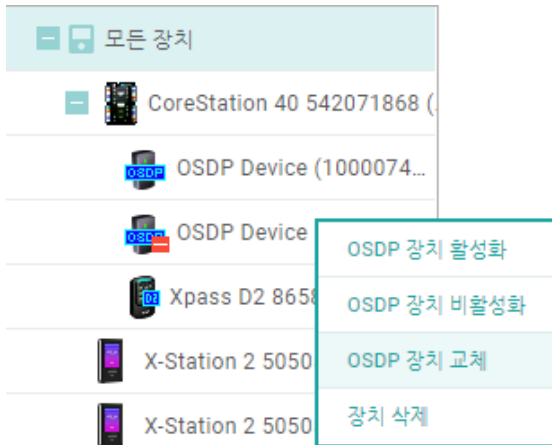 모든 장치
CoreStation 40 542071868 (.
OSDP
OSDP Device (1000074...
OSDP
OSDP Device
OSDP 장치 활성화
D2
Xpass D2 8658
OSDP 장치 비활성화
X-Station 2 5050
OSDP 장치 교체
X-Station 2 5050
장치 삭제